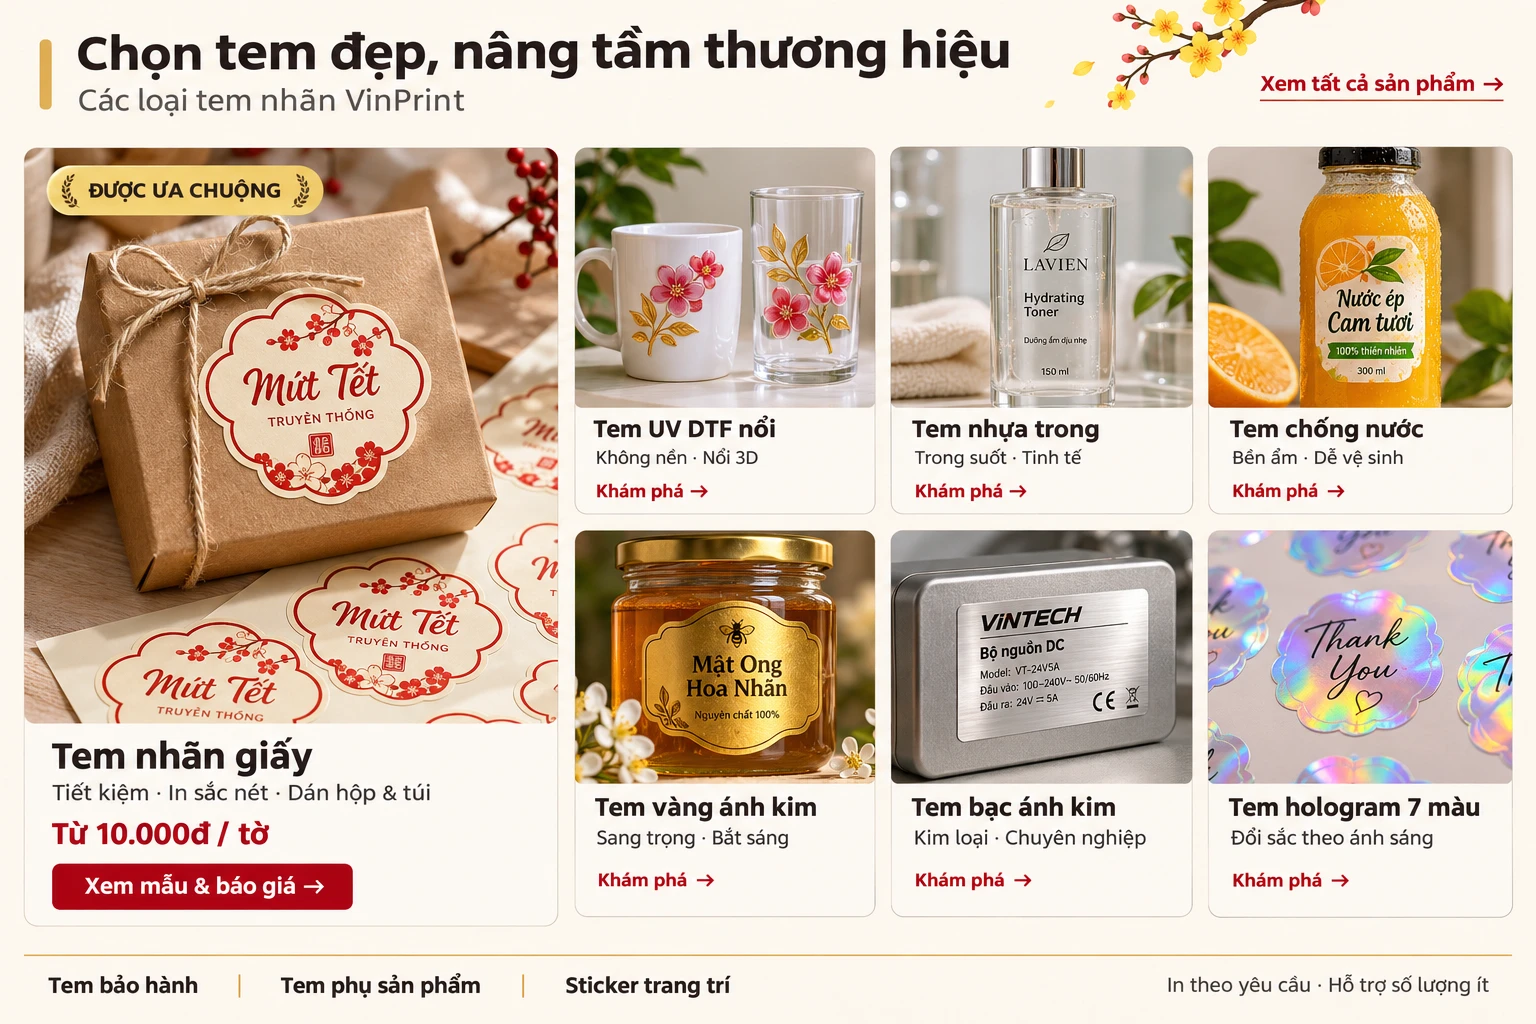 Chọn tem đẹp, nâng tầm thương hiệu
Các loại tem nhãn VinPrint
Xem tất cả sản phẩm →
ĐƯỢC ƯA CHUỘNG
Mứt Tết
TRUYỀN THỐNG
Mứt Tết
TRUYỀN THỐNG
Mứt Tết
TRUYỀN THỐNG
Tem nhãn giấy
Tiết kiệm · In sắc nét · Dán hộp & túi
Từ 10.000đ / tờ
Xem mẫu & báo giá →
Tem UV DTF nổi
Không nền · Nổi 3D
Khám phá →
LAVIEN
Hydrating
Toner
Dưỡng ẩm dịu nhẹ
150 ml
Tem nhựa trong
Trong suốt · Tinh tế
Khám phá →
Nước ép
Cam tươi
100% thiên nhiên
300 ml
Tem chống nước
Bền ẩm · Dễ vệ sinh
Khám phá →
Mật Ong
Hoa Nhãn
Nguyên chất 100%
Tem vàng ánh kim
Sang trọng · Bắt sáng
Khám phá →
ViNTECH
Bộ nguồn DC
Model: VT-24V5A
Đầu vào: 100-240V~ 50/60Hz
Đầu ra: 24V ⎓ 5A
CE
Tem bạc ánh kim
Kim loại · Chuyên nghiệp
Khám phá →
Thank
You
Tem hologram 7 màu
Đổi sắc theo ánh sáng
Khám phá →
Tem bảo hành
Tem phụ sản phẩm
Sticker trang trí
In theo yêu cầu · Hỗ trợ số lượng ít